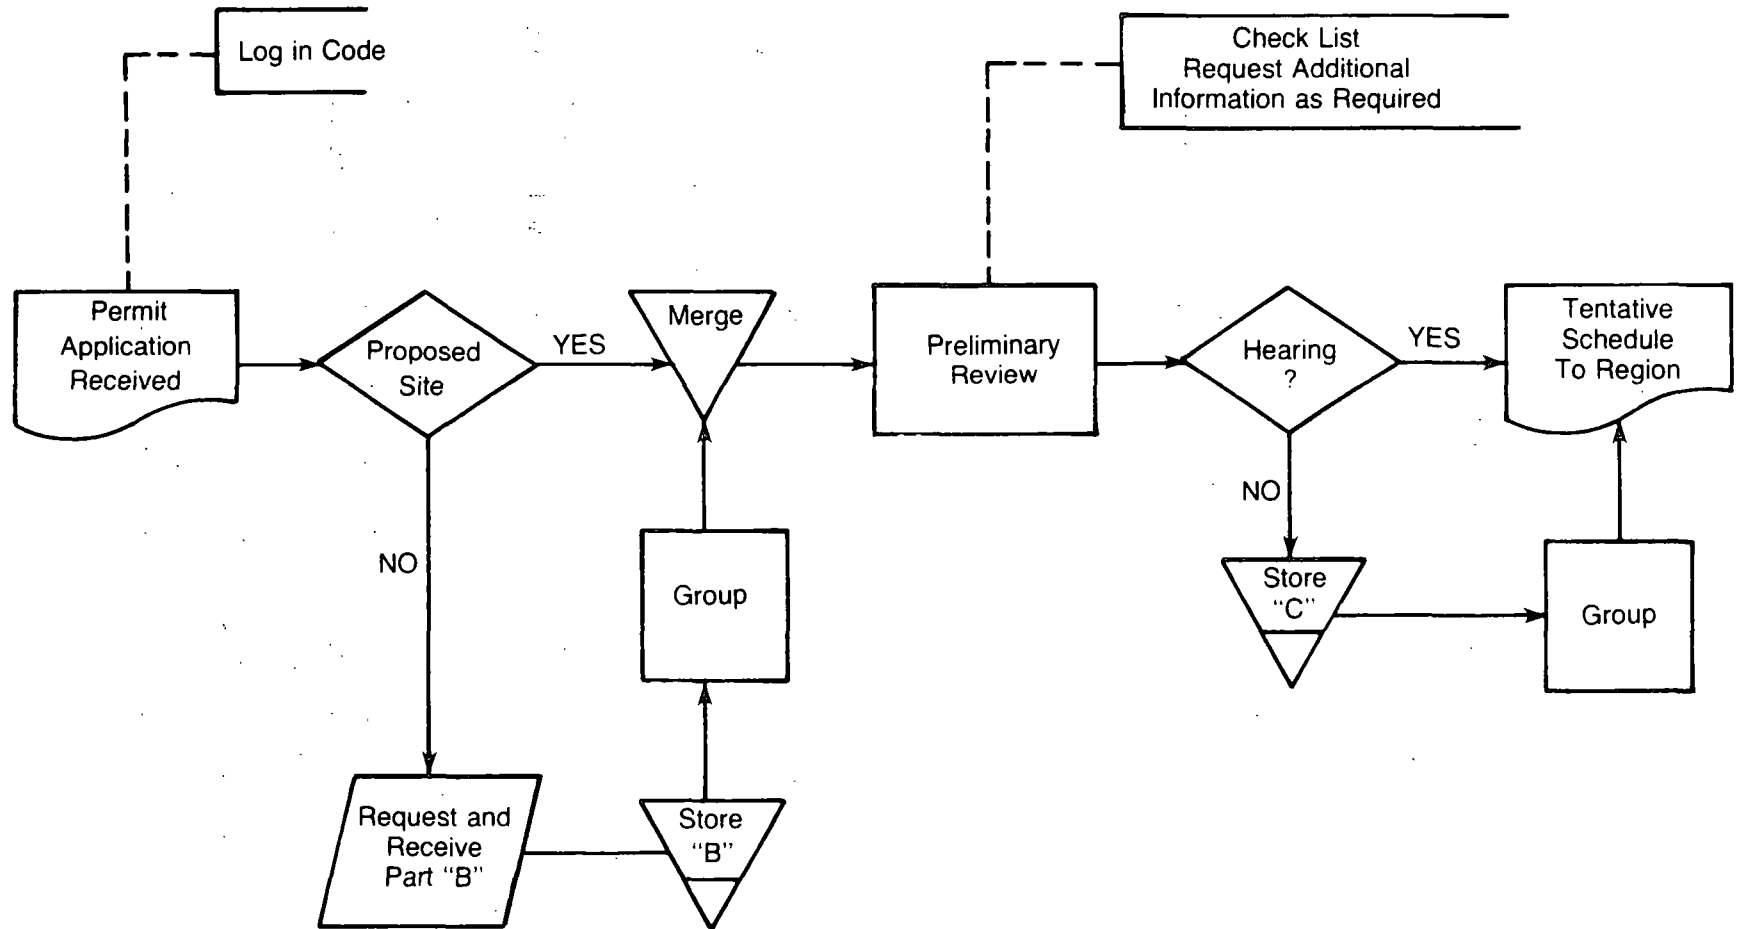 Log in Code
Check List
Request Additional
Information as Required
Permit
Application
Received
Proposed
Site
YES
Merge
Preliminary
Review
Hearing
?
YES
Tentative
Schedule
To Region
NO
Group
NO
Store
"C"
Group
Request and
Receive
Part "B"
Store
"B"